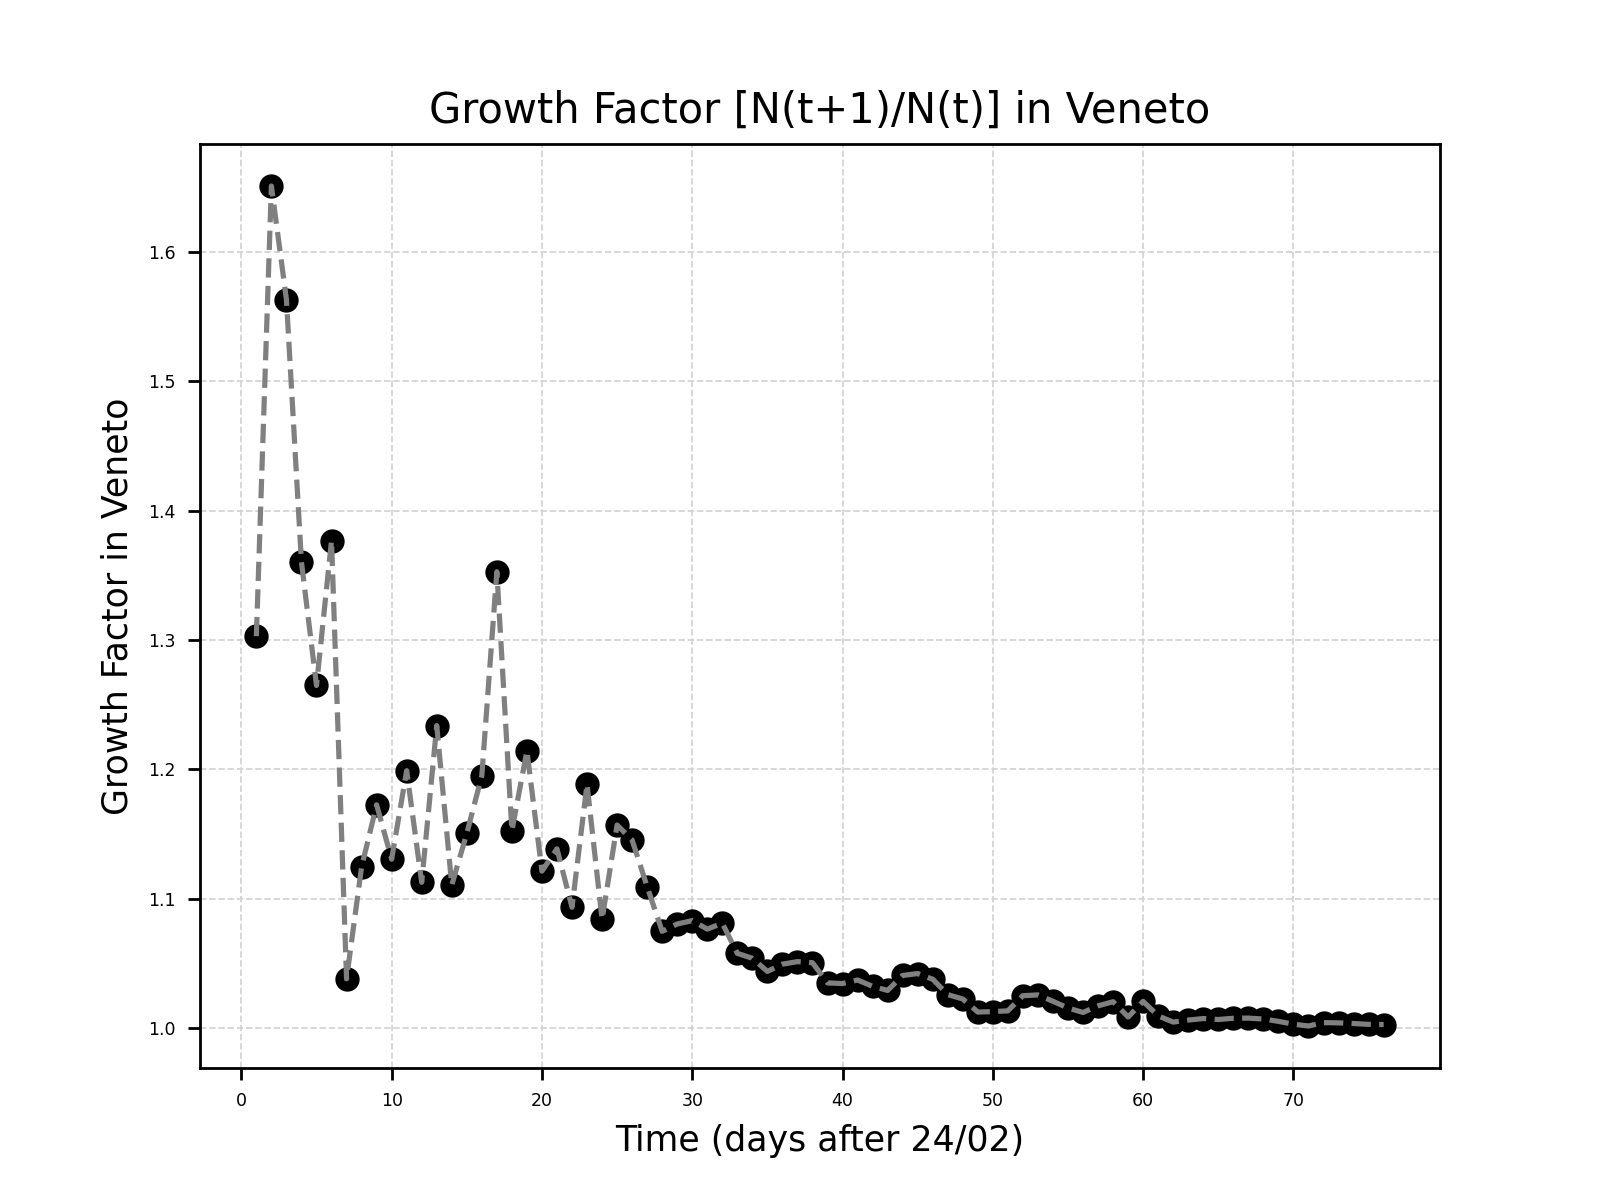 Growth Factor [N(t+1)/N(t)] in Veneto
Growth Factor in Veneto
1.6
1.5
1.4
1.3
1.2
1.1
1.0
0 10 20 30 40 50 60 70
Time (days after 24/02)